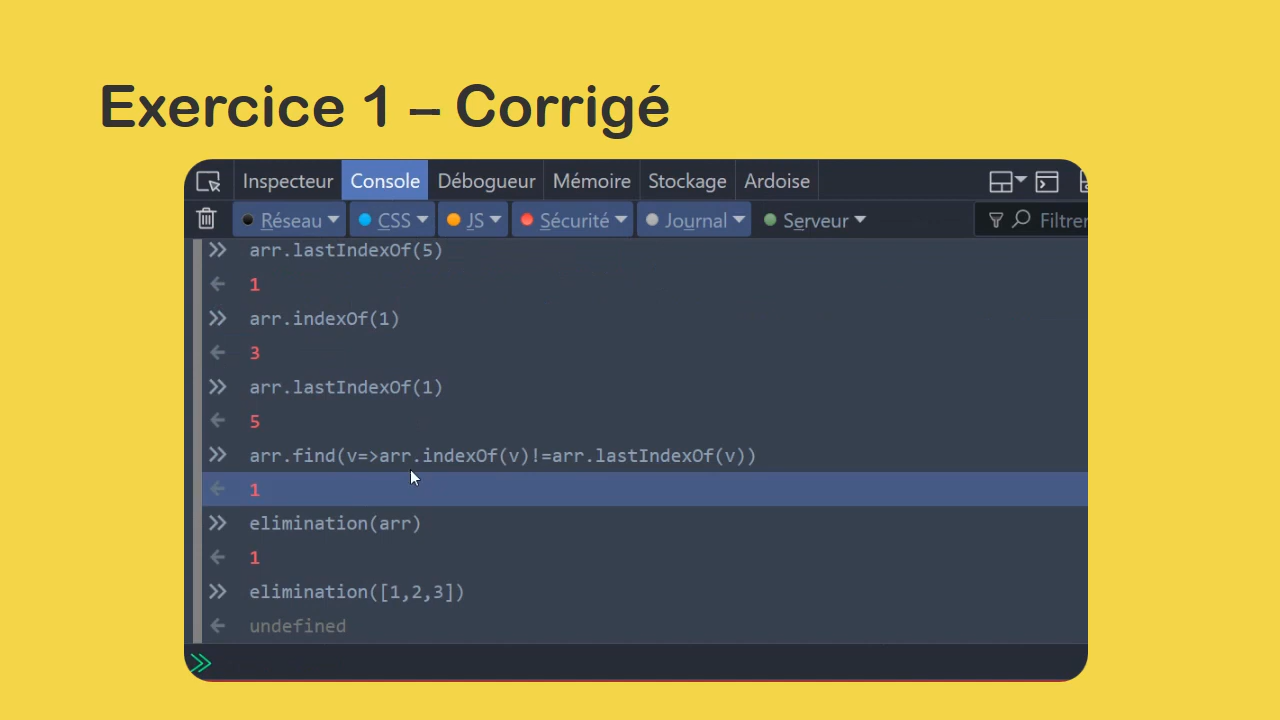 Exercice 1 – Corrigé
Inspecteur Console Débogueur Mémoire Stockage Ardoise
Réseau CSS JS Sécurité Journal Serveur Filtrer
>> arr.lastIndexOf(5)
← 1
>> arr.indexOf(1)
← 3
>> arr.lastIndexOf(1)
← 5
>> arr.find(v=>arr.indexOf(v)!=arr.lastIndexOf(v))
← 1
>> elimination(arr)
← 1
>> elimination([1,2,3])
← undefined
>>